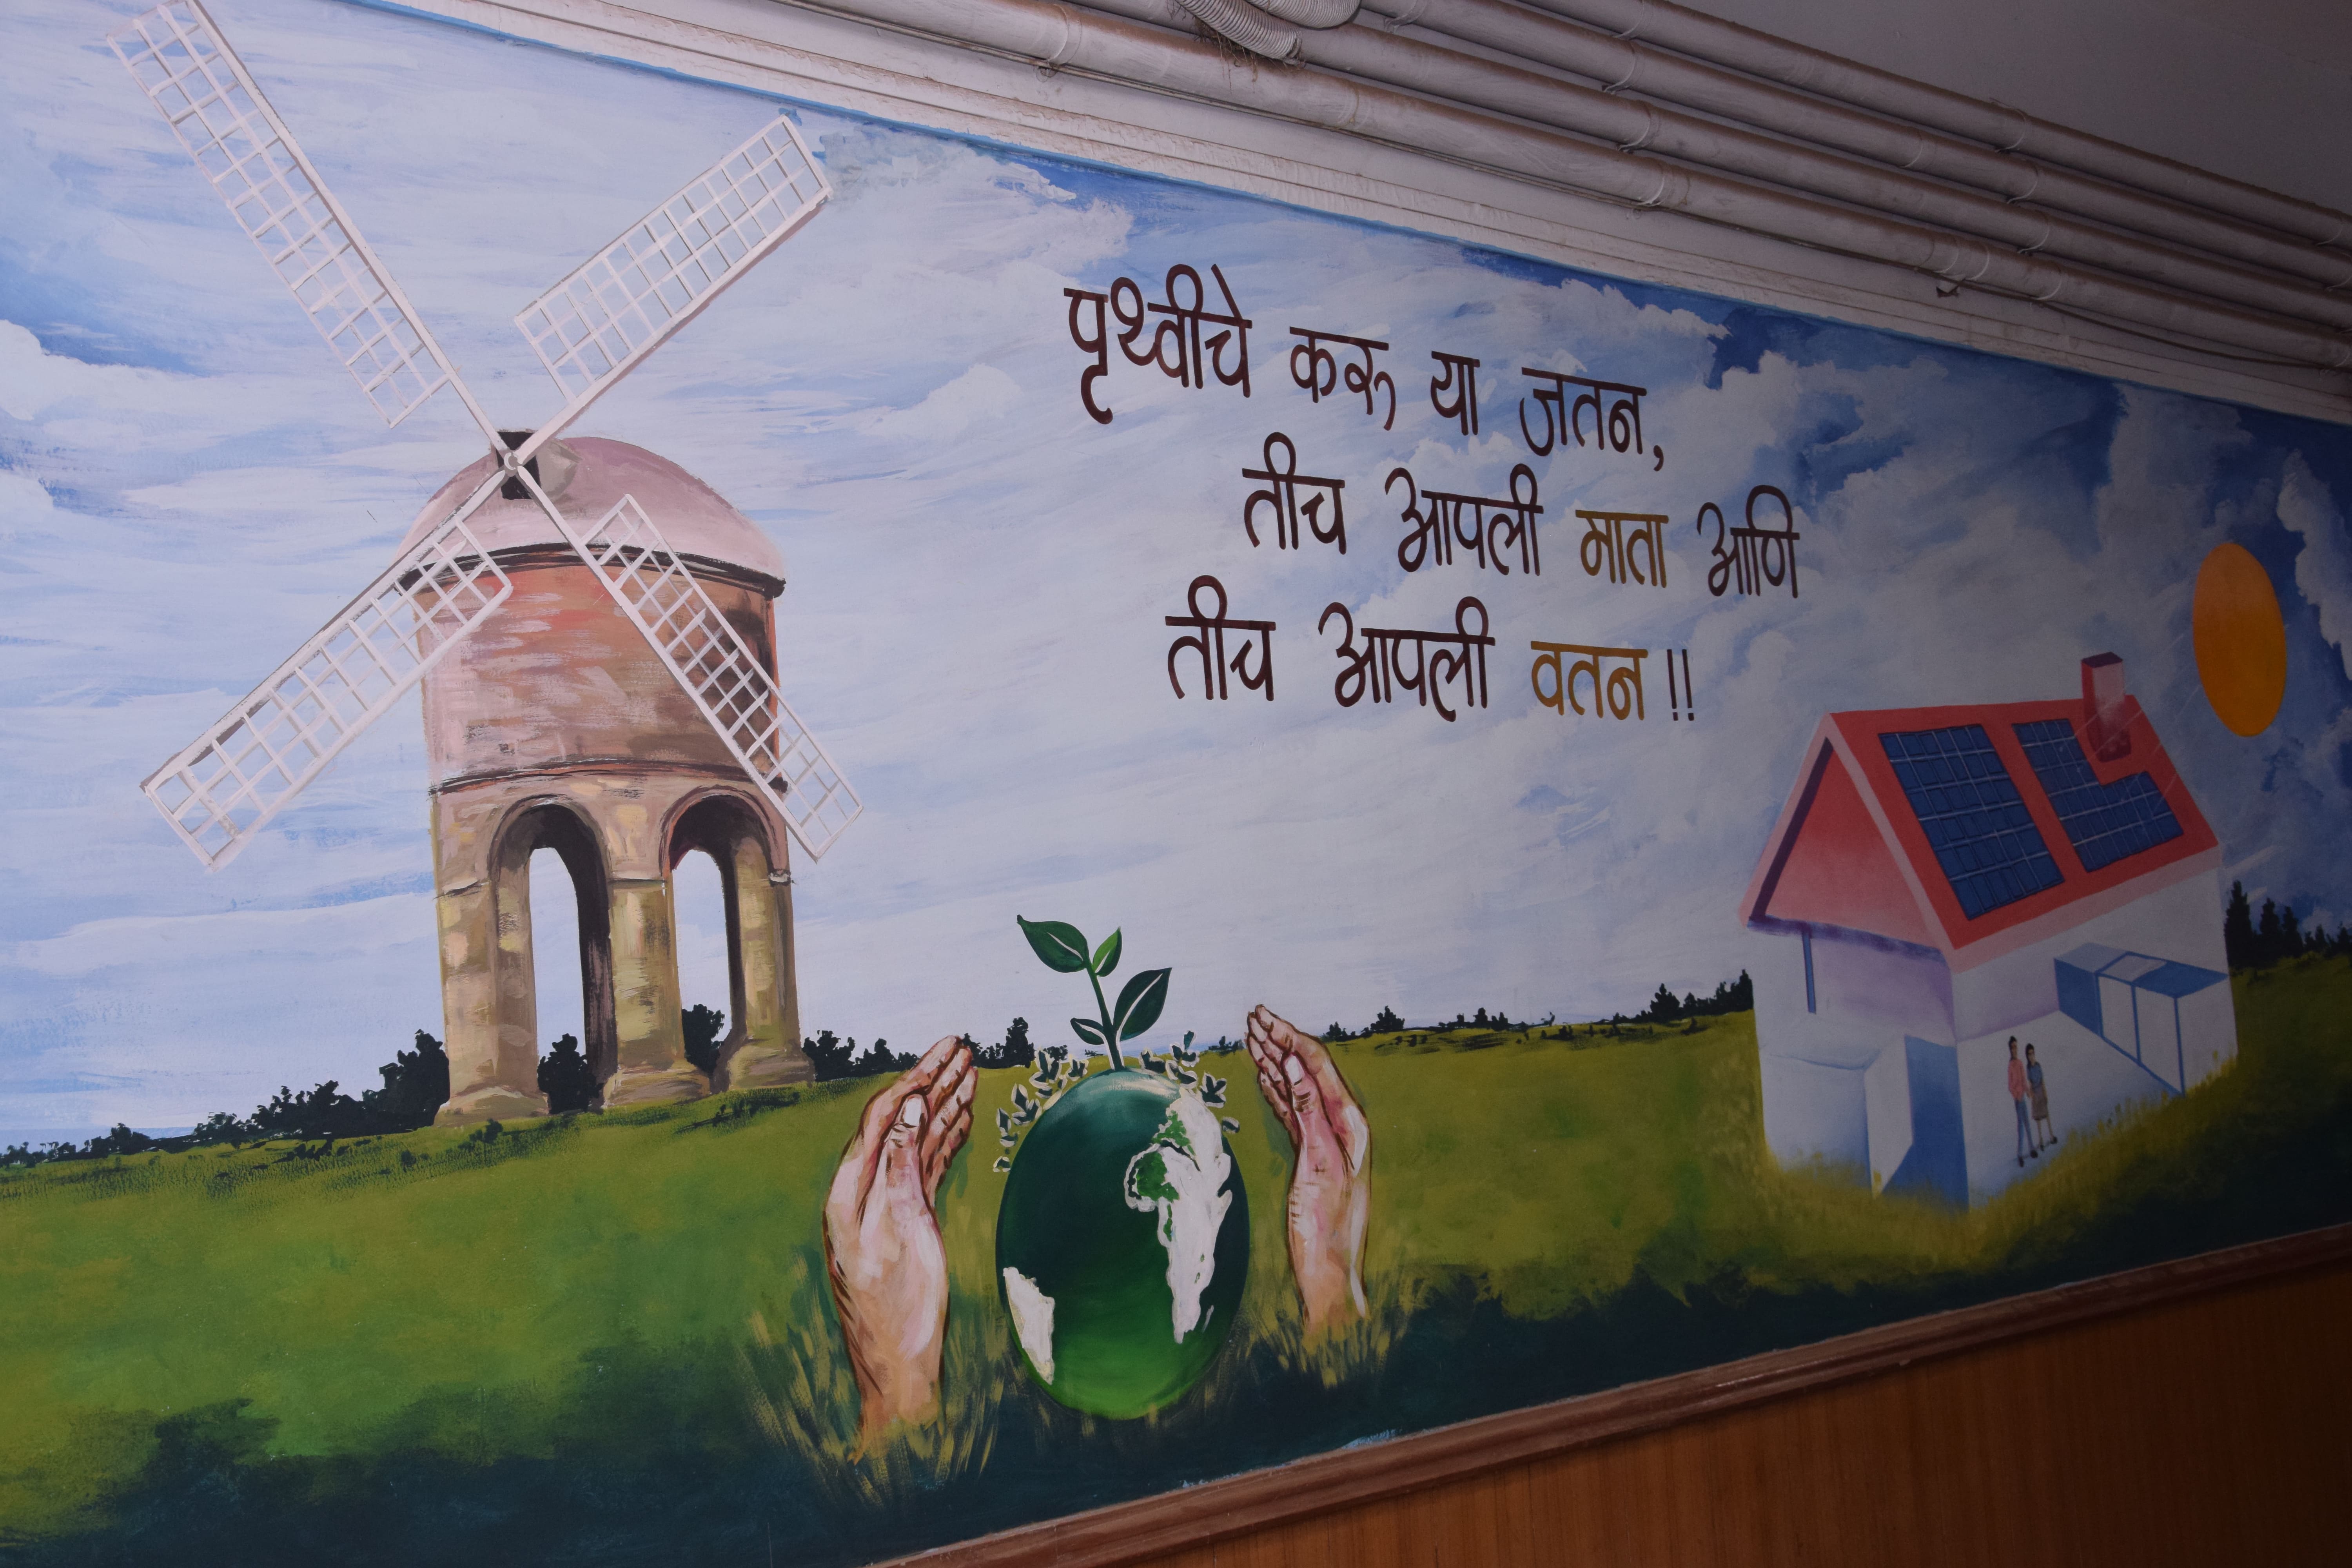 पृथ्वीचे करू या जतन,
तीच आपली माता आणि
तीच आपली वतन !!